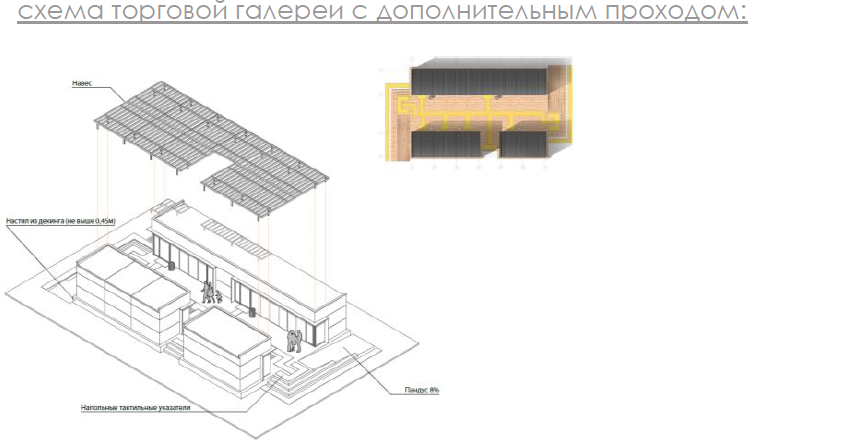 схема торговой галереи с дополнительным проходом:
Навес
Настил из декинга (не выше 0,45м)
Пандус 8%
Напольные тактильные указатели